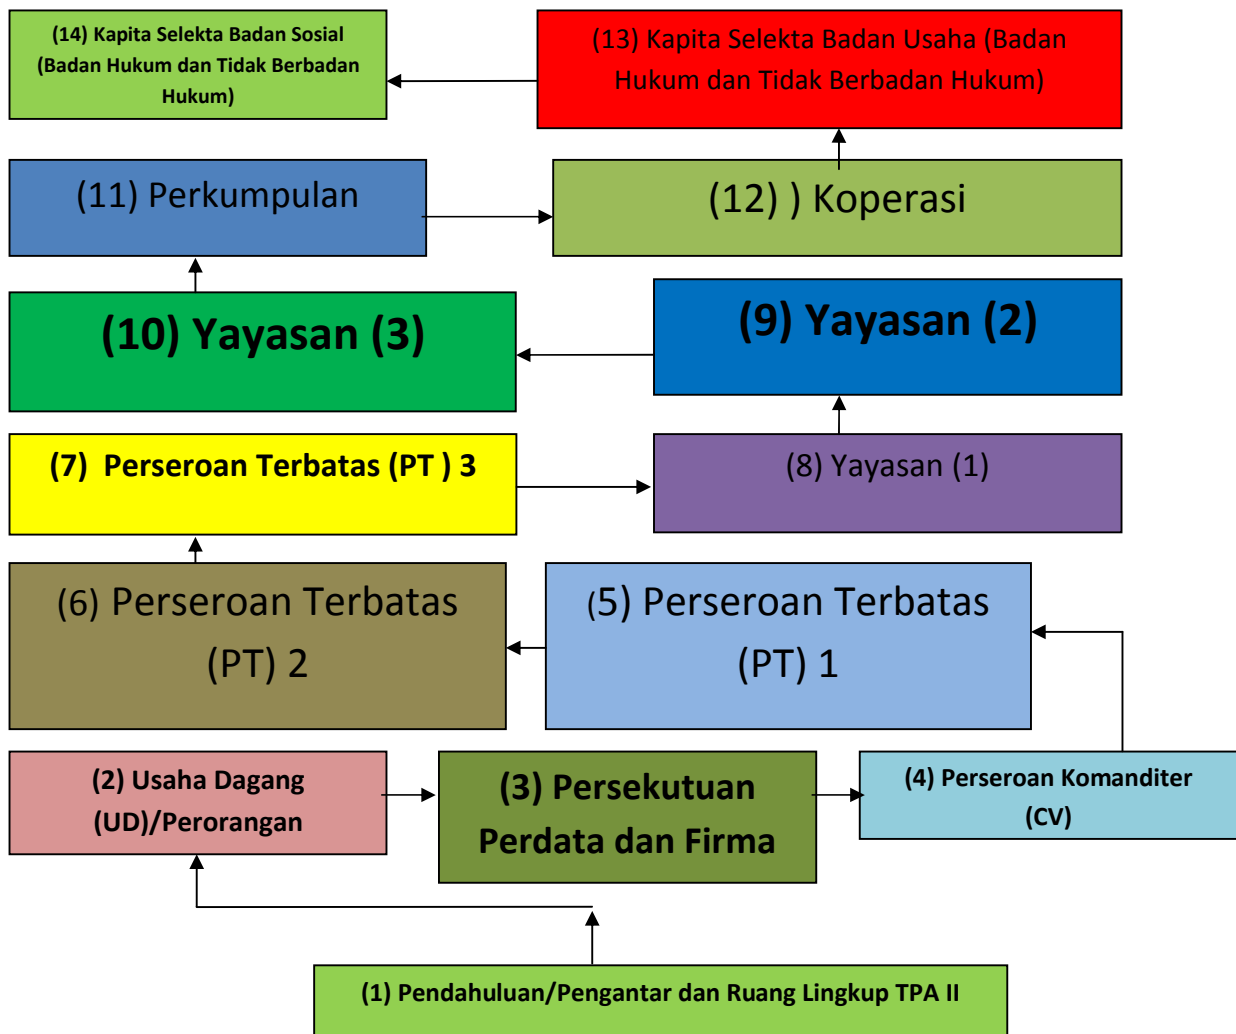 (14) Kapita Selekta Badan Sosial
(Badan Hukum dan Tidak Berbadan
Hukum)
(13) Kapita Selekta Badan Usaha (Badan
Hukum dan Tidak Berbadan Hukum)
(11) Perkumpulan
(12) ) Koperasi
(10) Yayasan (3)
(9) Yayasan (2)
(7) Perseroan Terbatas (PT ) 3
(8) Yayasan (1)
(6) Perseroan Terbatas
(PT) 2
(5) Perseroan Terbatas
(PT) 1
(2) Usaha Dagang
(UD)/Perorangan
(3) Persekutuan
Perdata dan Firma
(4) Perseroan Komanditer
(CV)
(1) Pendahuluan/Pengantar dan Ruang Lingkup TPA II